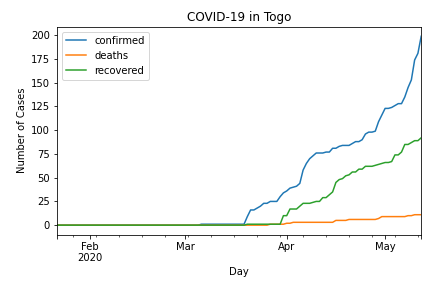 COVID-19 in Togo
confirmed
deaths
recovered
Number of Cases
200
175
150
125
100
75
50
25
0
Feb
2020
Mar
Apr
May
Day